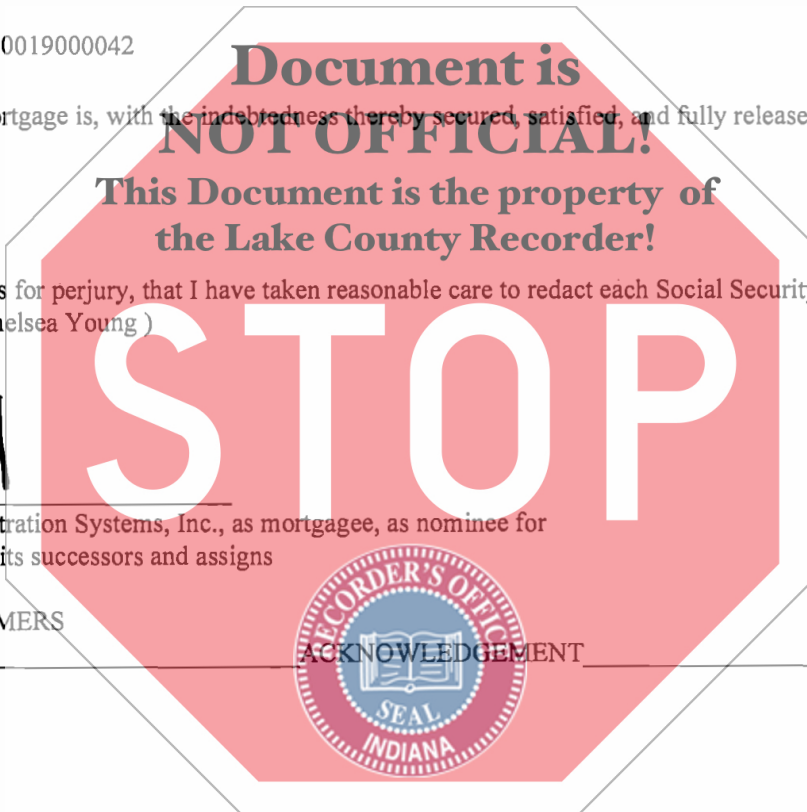 0019000042
Document is
rtgage is, with the indebtedness thereby secured, satisfied, and fully release
NOT OFFICIAL!
This Document is the property of
the Lake County Recorder!
s for perjury, that I have taken reasonable care to redact each Social Security
elsea Young )
STOP
tration Systems, Inc., as mortgagee, as nominee for
its successors and assigns
RECORDER'S OFFICE
MERS
ACKNOWLEDGEMENT
SEAL
INDIANA